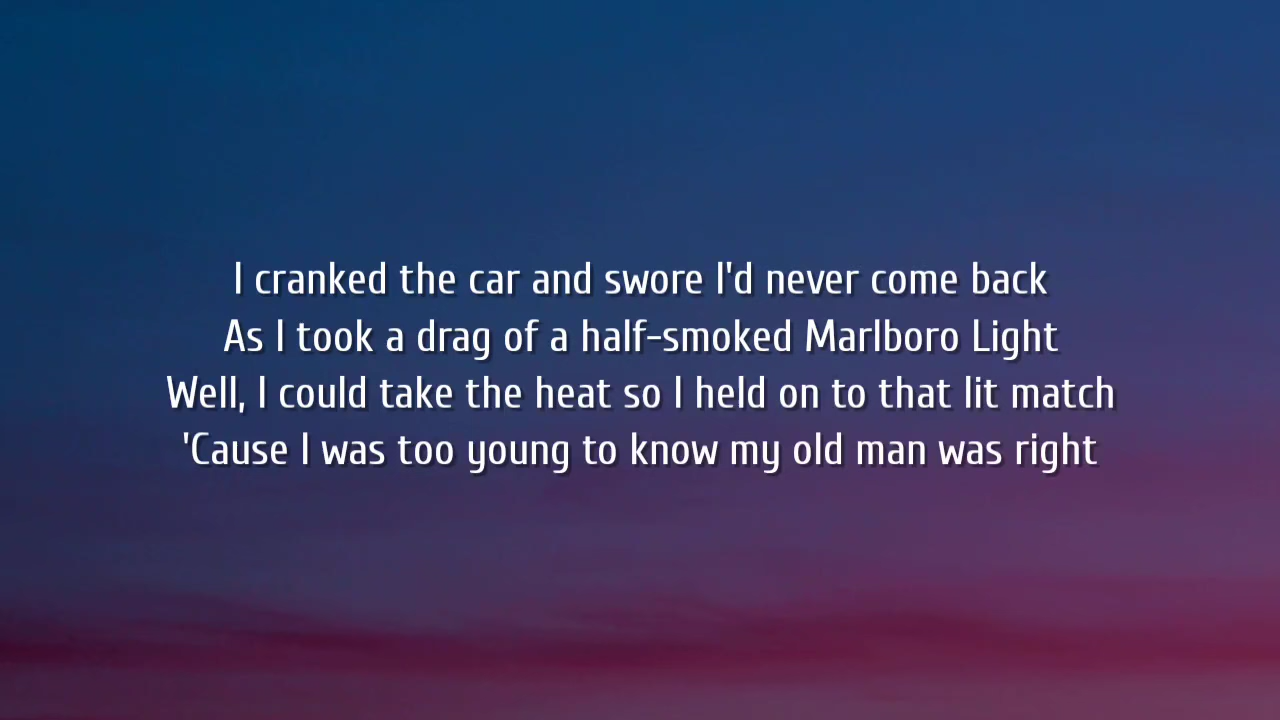 I cranked the car and swore I'd never come back
As I took a drag of a half-smoked Marlboro Light
Well, I could take the heat so I held on to that lit match
'Cause I was too young to know my old man was right